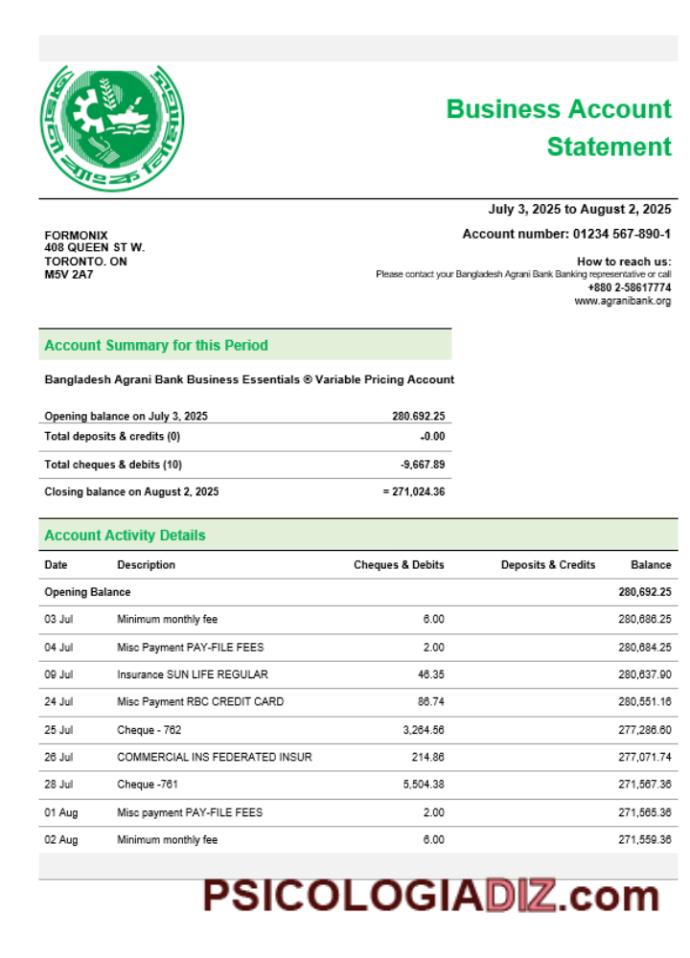 Business Account
Statement
July 3, 2025 to August 2, 2025
FORMONIX
408 QUEEN ST W.
TORONTO. ON
M5V 2A7
Account number: 01234 567-890-1
How to reach us:
Please contact your Bangladesh Agrani Bank Banking representative or call
+880 2-58617774
www.agranibank.org
Account Summary for this Period
Bangladesh Agrani Bank Business Essentials ® Variable Pricing Account
Opening balance on July 3, 2025 280.692.25
Total deposits & credits (0) -0.00
Total cheques & debits (10) -9,667.89
Closing balance on August 2, 2025 = 271,024.36
Account Activity Details
Date Description Cheques & Debits Deposits & Credits Balance
Opening Balance 280,692.25
03 Jul Minimum monthly fee 6.00 280,686.25
04 Jul Misc Payment PAY-FILE FEES 2.00 280,684.25
09 Jul Insurance SUN LIFE REGULAR 46.35 280,637.90
24 Jul Misc Payment RBC CREDIT CARD 86.74 280,551.16
25 Jul Cheque - 762 3,264.56 277,286.60
26 Jul COMMERCIAL INS FEDERATED INSUR 214.86 277,071.74
28 Jul Cheque -761 5,504.38 271,567.36
01 Aug Misc payment PAY-FILE FEES 2.00 271,565.36
02 Aug Minimum monthly fee 6.00 271,559.36
PSICOLOGIADIZ.com